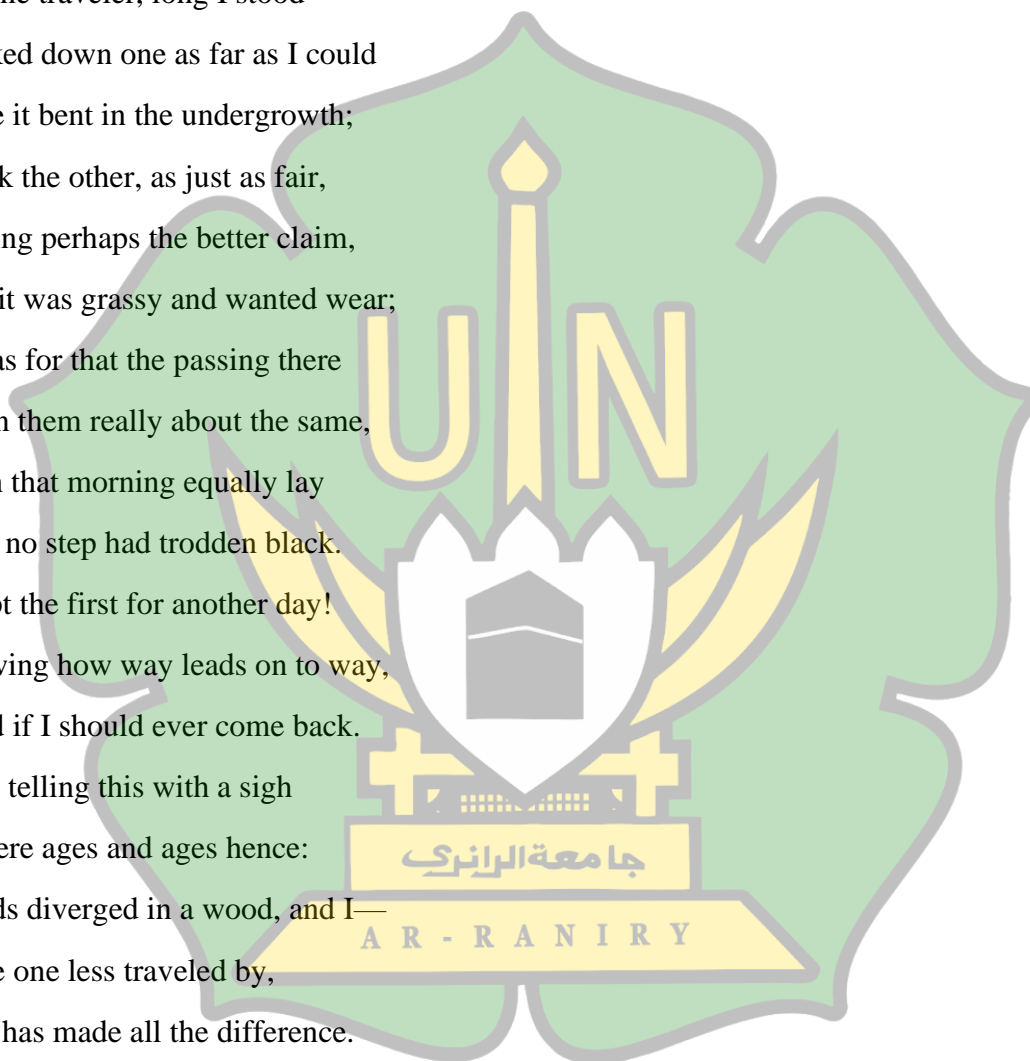 ne traveler, long I stood
ked down one as far as I could
e it bent in the undergrowth;
k the other, as just as fair,
ng perhaps the better claim,
it was grassy and wanted wear;
as for that the passing there
n them really about the same,
n that morning equally lay
no step had trodden black.
pt the first for another day!
ving how way leads on to way,
d if I should ever come back.
telling this with a sigh
ere ages and ages hence:
ds diverged in a wood, and I—
e one less traveled by,
has made all the difference.
UIN
جامعة الرانري
AR-RANIRY